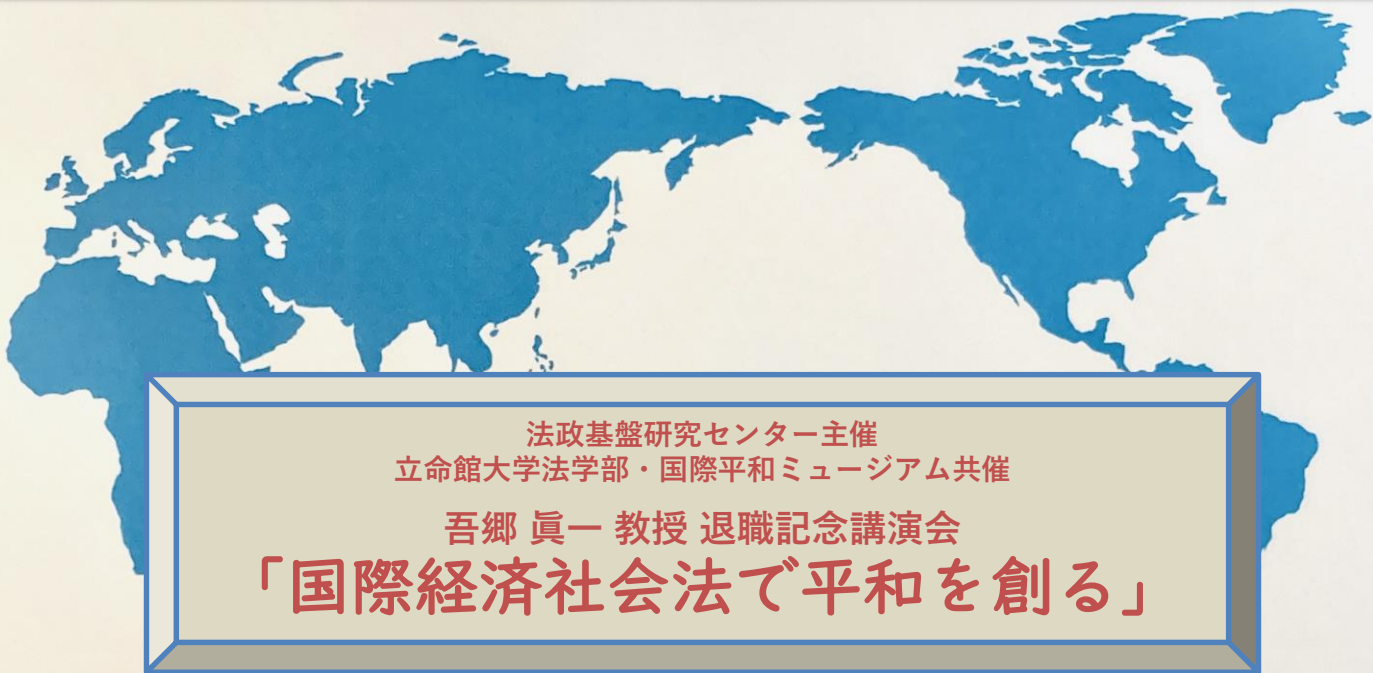 法政基盤研究センター主催
立命館大学法学部・国際平和ミュージアム共催
吾郷 眞一 教授 退職記念講演会
「国際経済社会法で平和を創る」